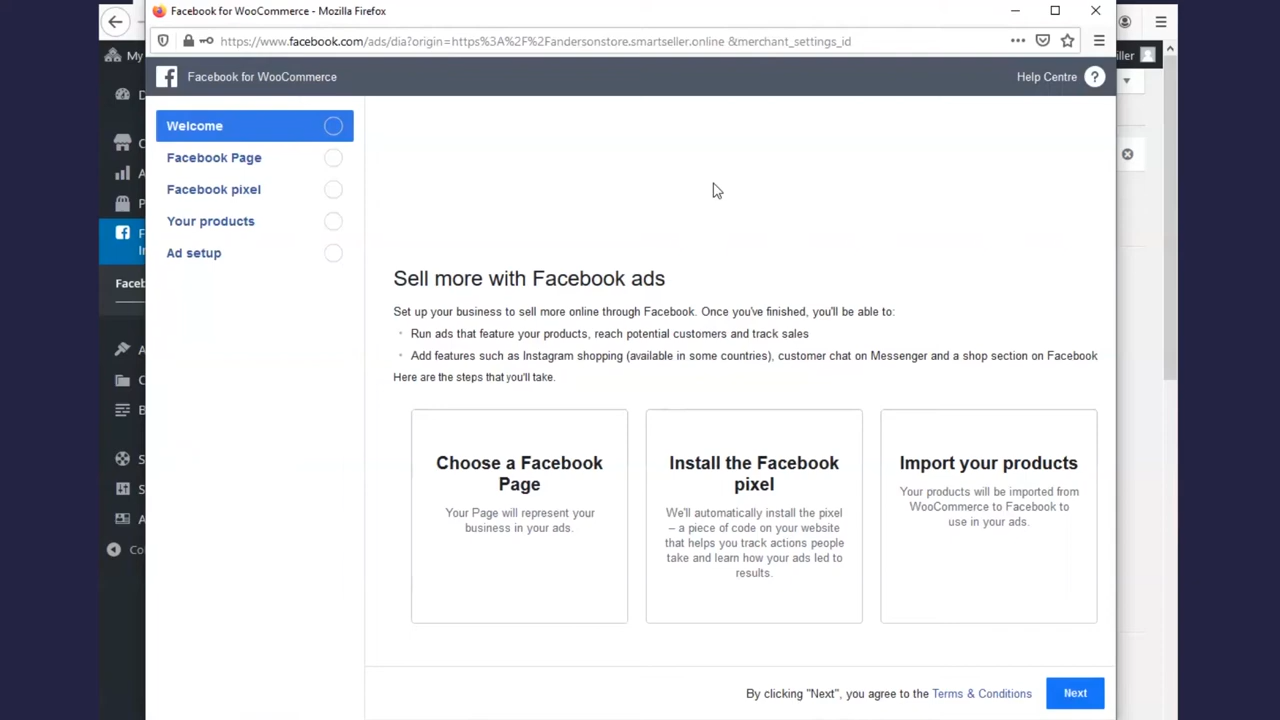 Facebook for WooCommerce - Mozilla Firefox
https://www.facebook.com/ads/dia?origin=https%3A%2F%2Fandersonstore.smartseller.online &merchant_settings_id
My
Facebook for WooCommerce
Help Centre ?
Welcome
Facebook Page
Facebook pixel
Your products
Ad setup
Faceb
Sell more with Facebook ads
Set up your business to sell more online through Facebook. Once you've finished, you'll be able to:
Run ads that feature your products, reach potential customers and track sales
Add features such as Instagram shopping (available in some countries), customer chat on Messenger and a shop section on Facebook
Here are the steps that you'll take.
Choose a Facebook
Page
Your Page will represent your
business in your ads.
Install the Facebook
pixel
We'll automatically install the pixel
– a piece of code on your website
that helps you track actions people
take and learn how your ads led to
results.
Import your products
Your products will be imported from
WooCommerce to Facebook to
use in your ads.
By clicking "Next", you agree to the Terms & Conditions
Next